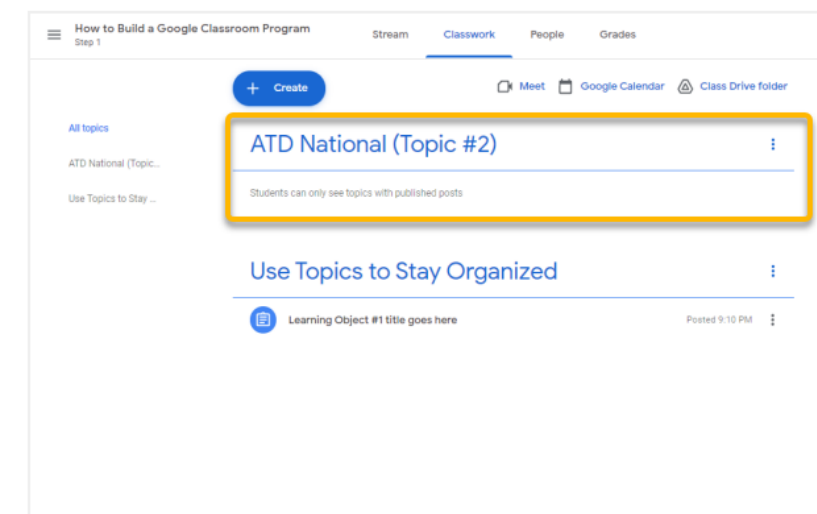 How to Build a Google Classroom Program
Step 1
Stream Classwork People Grades
+ Create
Meet Google Calendar Class Drive folder
All topics
ATD National (Topic...
Use Topics to Stay ...
ATD National (Topic #2)
Students can only see topics with published posts
Use Topics to Stay Organized
Learning Object #1 title goes here Posted 9:10 PM